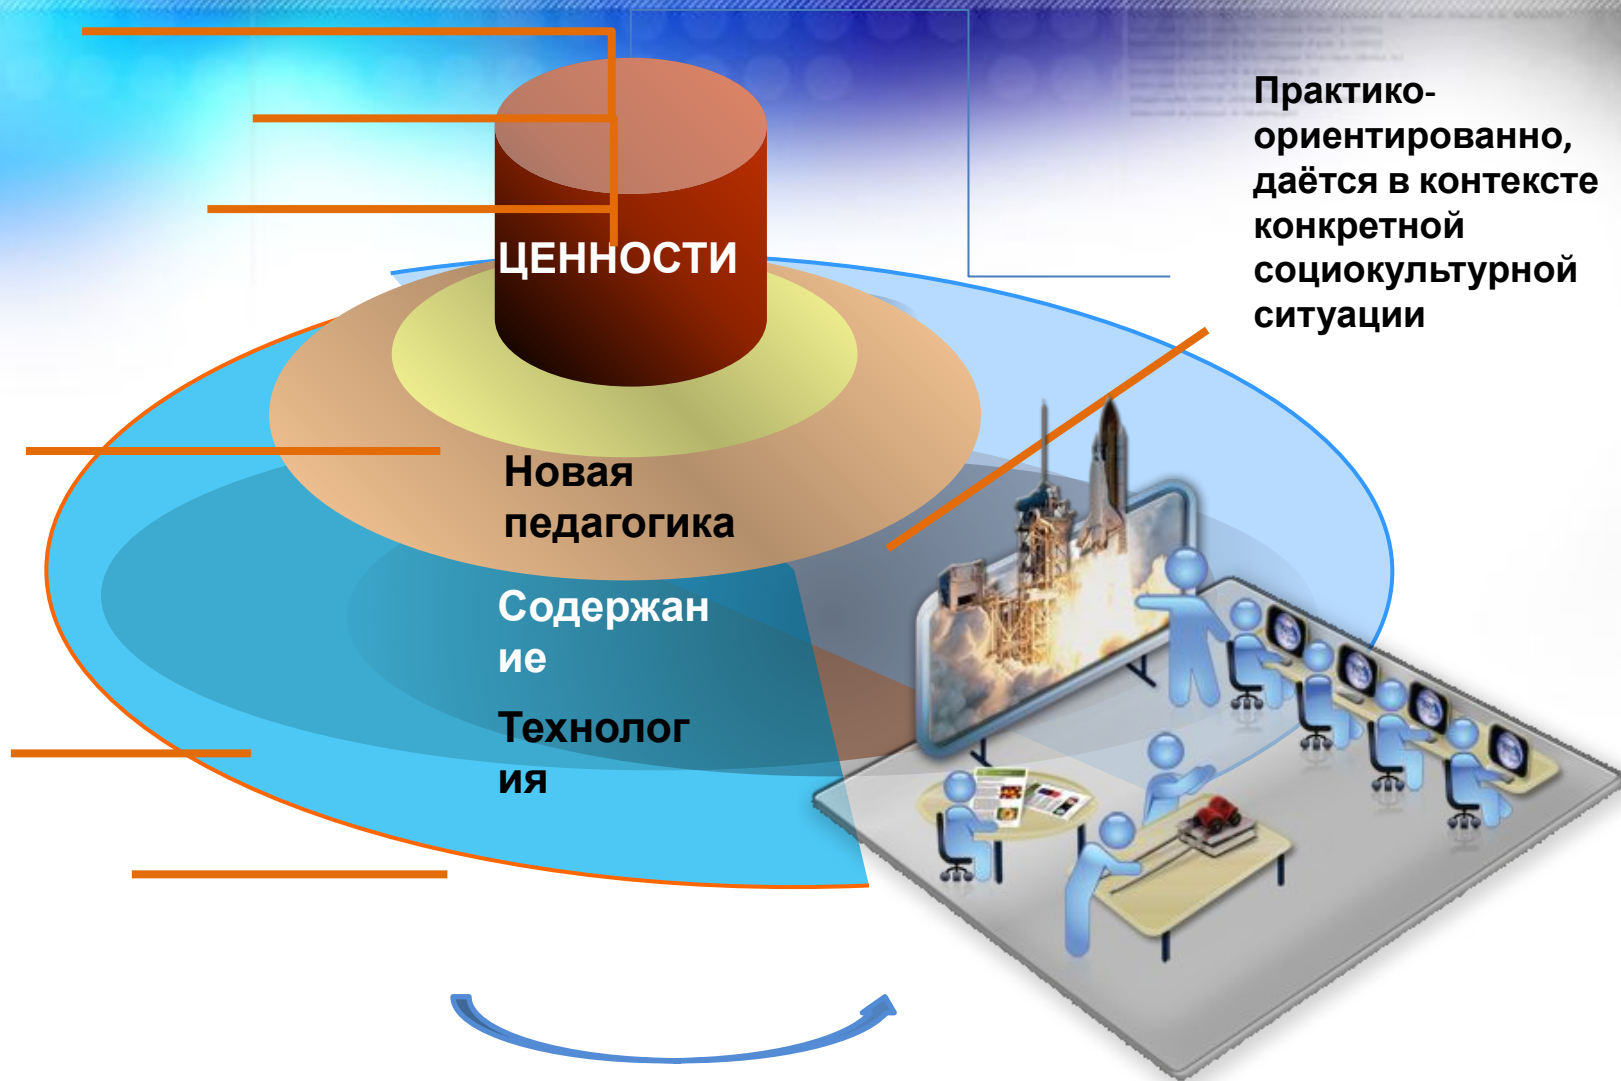 Практико-
ориентированно,
даётся в контексте
конкретной
социокультурной
ситуации
ЦЕННОСТИ
Новая
педагогика
Содержан
ие
Технолог
ия